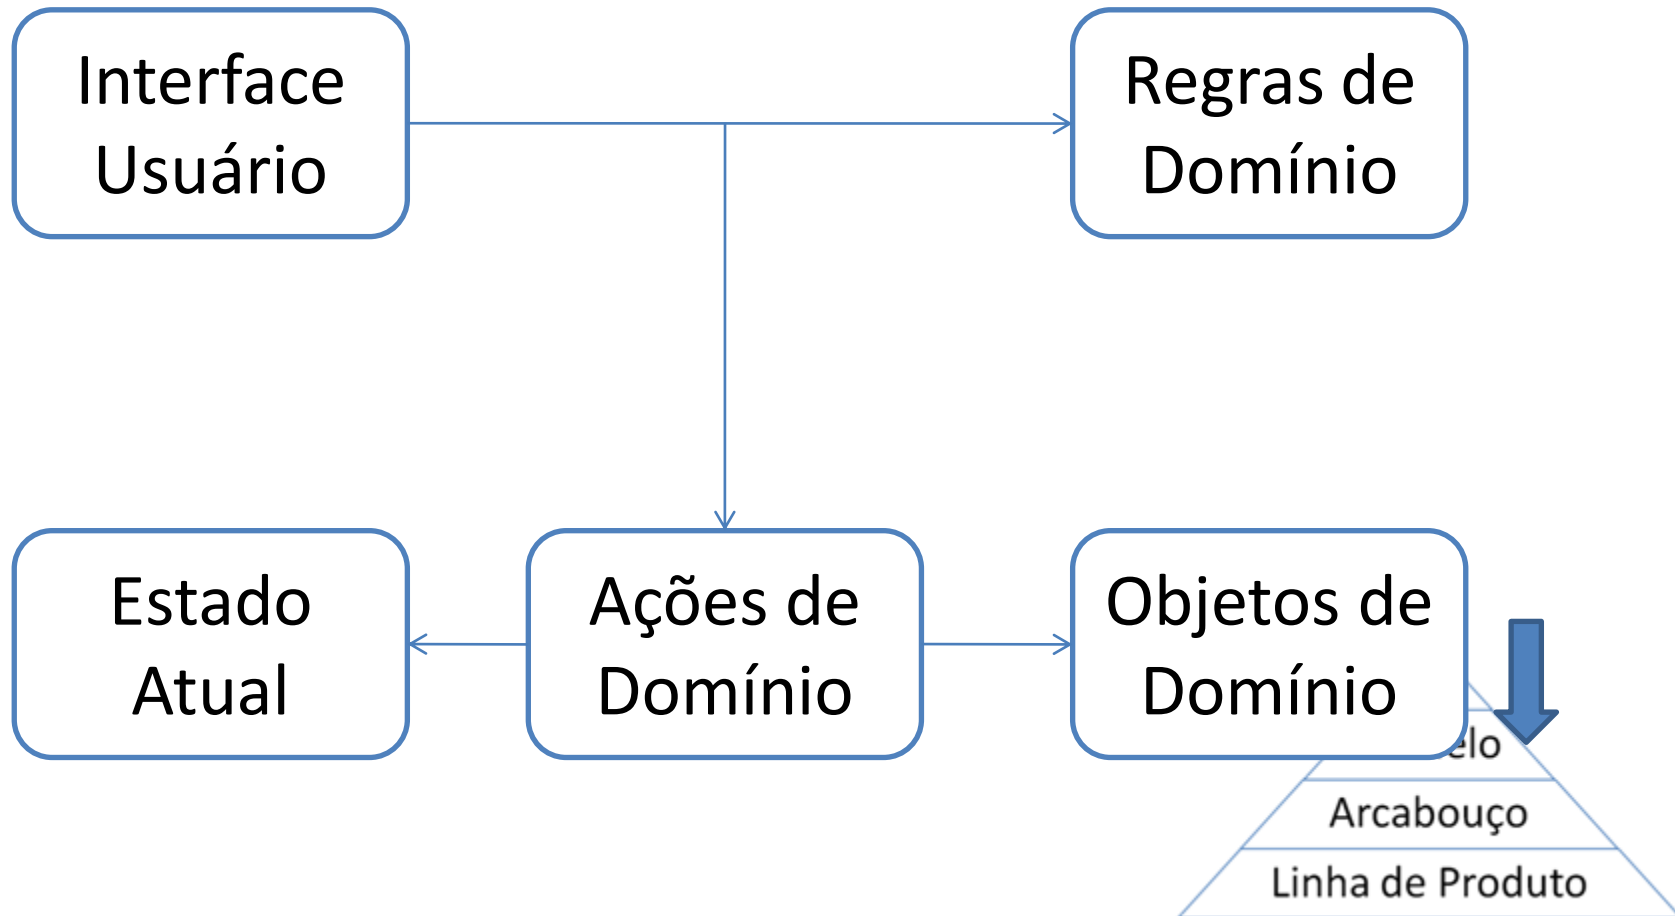 Interface
Usuário
Regras de
Domínio
Estado
Atual
Ações de
Domínio
Objetos de
Domínio
Arcabouço
Linha de Produto